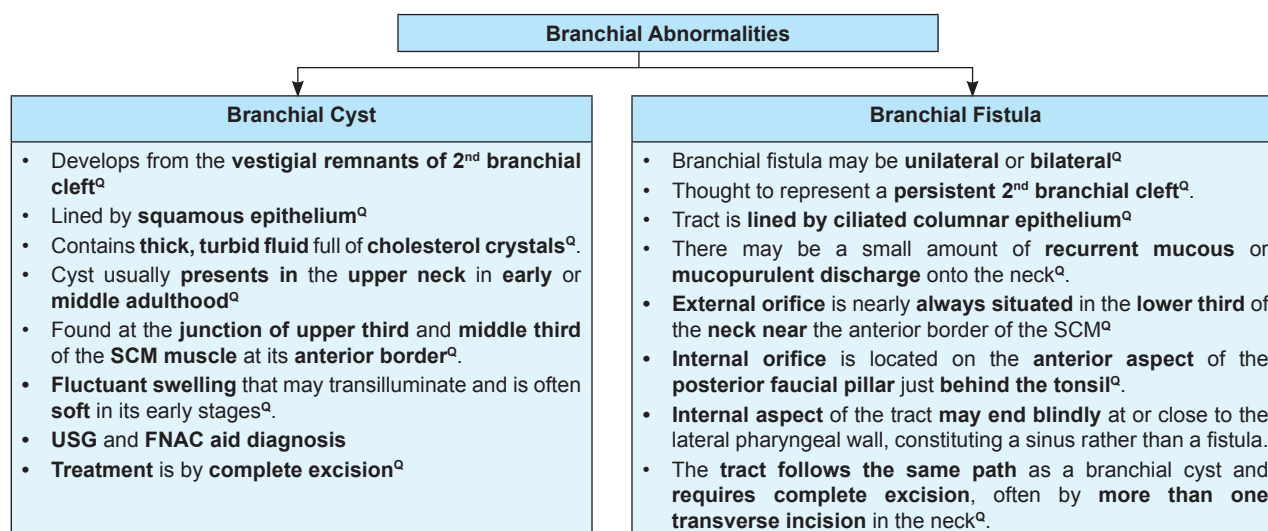 Branchial Abnormalities
Branchial Cyst
• Develops from the vestigial remnants of 2nd branchial
cleftQ
• Lined by squamous epitheliumQ
• Contains thick, turbid fluid full of cholesterol crystalsQ.
• Cyst usually presents in the upper neck in early or
middle adulthoodQ
• Found at the junction of upper third and middle third
of the SCM muscle at its anterior borderQ.
• Fluctuant swelling that may transilluminate and is often
soft in its early stagesQ.
• USG and FNAC aid diagnosis
• Treatment is by complete excisionQ
Branchial Fistula
• Branchial fistula may be unilateral or bilateralQ
• Thought to represent a persistent 2nd branchial cleftQ.
• Tract is lined by ciliated columnar epitheliumQ
• There may be a small amount of recurrent mucous or
mucopurulent discharge onto the neckQ.
• External orifice is nearly always situated in the lower third of
the neck near the anterior border of the SCMQ
• Internal orifice is located on the anterior aspect of the
posterior faucial pillar just behind the tonsilQ.
• Internal aspect of the tract may end blindly at or close to the
lateral pharyngeal wall, constituting a sinus rather than a fistula.
• The tract follows the same path as a branchial cyst and
requires complete excision, often by more than one
transverse incision in the neckQ.